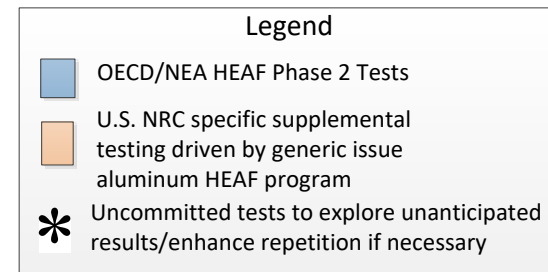 Legend
OECD/NEA HEAF Phase 2 Tests
U.S. NRC specific supplemental
testing driven by generic issue
aluminum HEAF program
* Uncommitted tests to explore unanticipated
results/enhance repetition if necessary